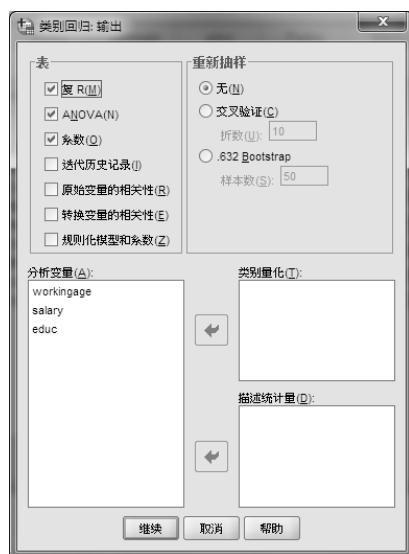 类别回归: 输出
表
复 R(M)
ANOVA(N)
系数(O)
迭代历史记录(I)
原始变量的相关性(R)
转换变量的相关性(E)
规则化模型和系数(Z)
重新抽样
无(N)
交叉验证(C)
折数(U): 10
.632 Bootstrap
样本数(S): 50
分析变量(A):
workingage
salary
educ
类别量化(T):
描述统计量(D):
继续 取消 帮助